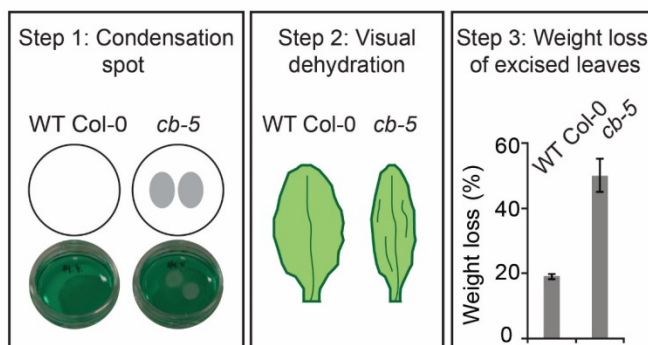 Step 1: Condensation
spot
WT Col-0 cb-5
Step 2: Visual
dehydration
WT Col-0 cb-5
Step 3: Weight loss
of excised leaves
WT Col-0
cb-5
Weight loss (%)
60
40
20
0